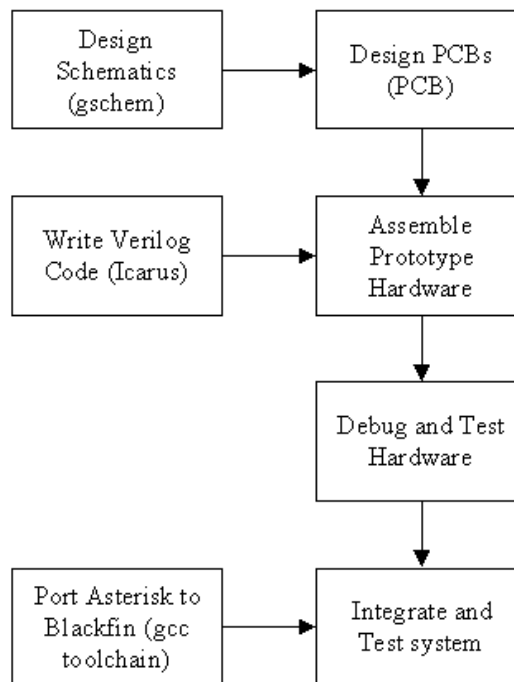 Design
Schematics
(gschem)
Design PCBs
(PCB)
Write Verilog
Code (Icarus)
Assemble
Prototype
Hardware
Debug and Test
Hardware
Port Asterisk to
Blackfin (gcc
toolchain)
Integrate and
Test system